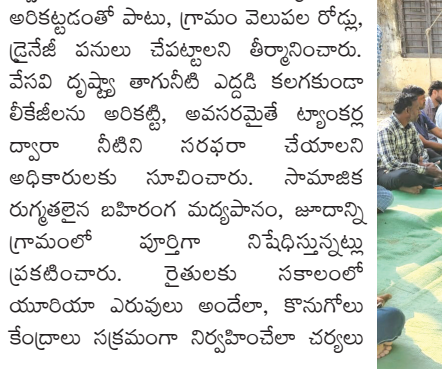 అరికట్టడంతో పాటు, గ్రామం వెలుపల రోడ్లు,
డ్రైనేజీ పనులు చేపట్టాలని తీర్మానించారు.
వేసవి దృష్ట్యా తాగునీటి ఎద్దడి కలగకుండా
లీకేజీలను అరికట్టి, అవసరమైతే ట్యాంకర్ల
ద్వారా నీటిని సరఫరా చేయాలని
అధికారులకు సూచించారు. సామాజిక
రుగ్మతలైన బహిరంగ మద్యపానం, జూదాన్ని
గ్రామంలో పూర్తిగా నిషేధిస్తున్నట్లు
ప్రకటించారు. రైతులకు సకాలంలో
యూరియా ఎరువులు అందేలా, కొనుగోలు
కేంద్రాలు సక్రమంగా నిర్వహించేలా చర్యలు